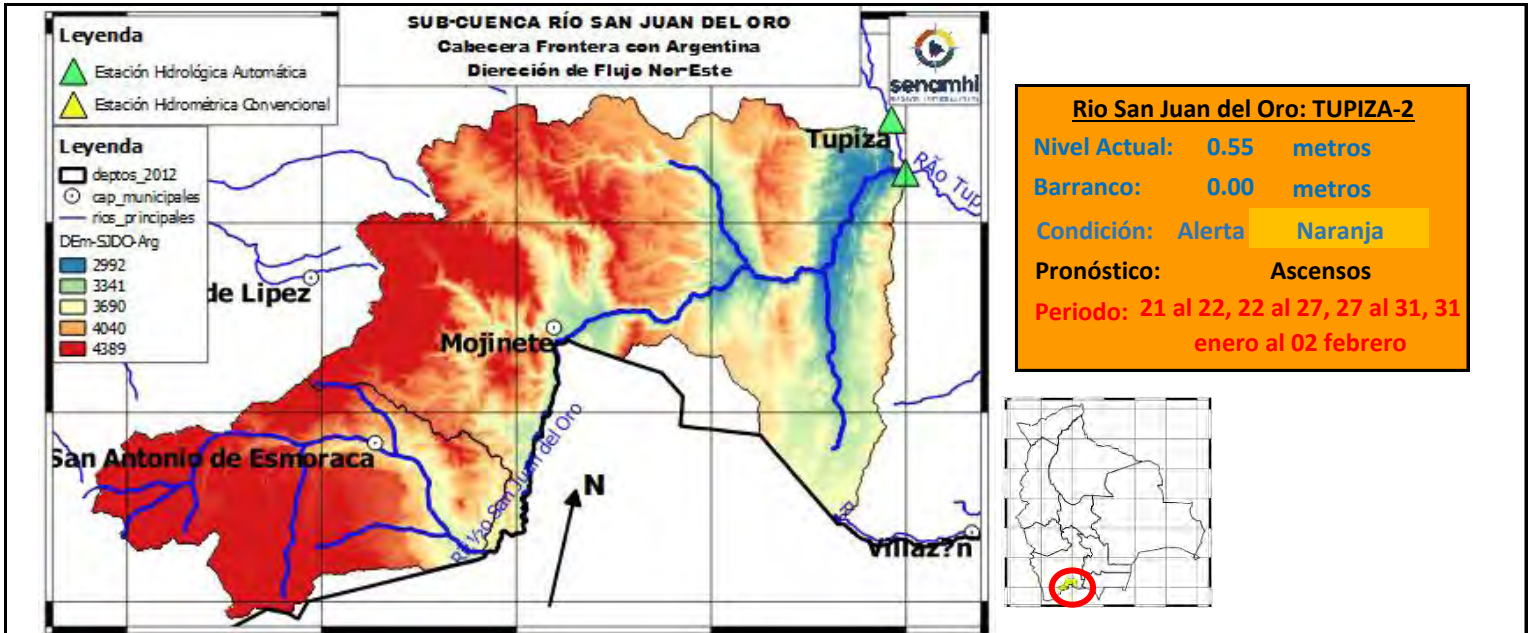 SUB-CUENCA RÍO SAN JUAN DEL ORO
Cabecera Frontera con Argentina
Diercción de Flujo Nor-Este
Leyenda
Estación Hidrológica Automática
Estación Hidrométrica Convencional
Leyenda
deptos_2012
cap_municipales
rios_principales
DEm-SJDO-Arg
2992
3341
3690
4040
4389
senamhi
Tupiza
RÃ­o Tup
de Lipez
Mojinete
San Antonio de Esmoraca
San Juan del Oro
N
Villaz?n
Rio San Juan del Oro: TUPIZA-2
Nivel Actual: 0.55 metros
Barranco: 0.00 metros
Condición: Alerta Naranja
Pronóstico: Ascensos
Periodo: 21 al 22, 22 al 27, 27 al 31, 31
enero al 02 febrero